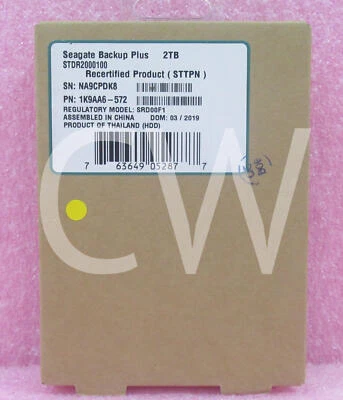 Seagate Backup Plus 2TB
STDR2000100
Recertified Product ( STTPN )
SN: NA9CPDK8
PN: 1K9AA6-572
REGULATORY MODEL: SRD00F1
ASSEMBLED IN CHINA DOM: 03 / 2019
PRODUCT OF THAILAND (HDD)
7 63649 05287 7
CW